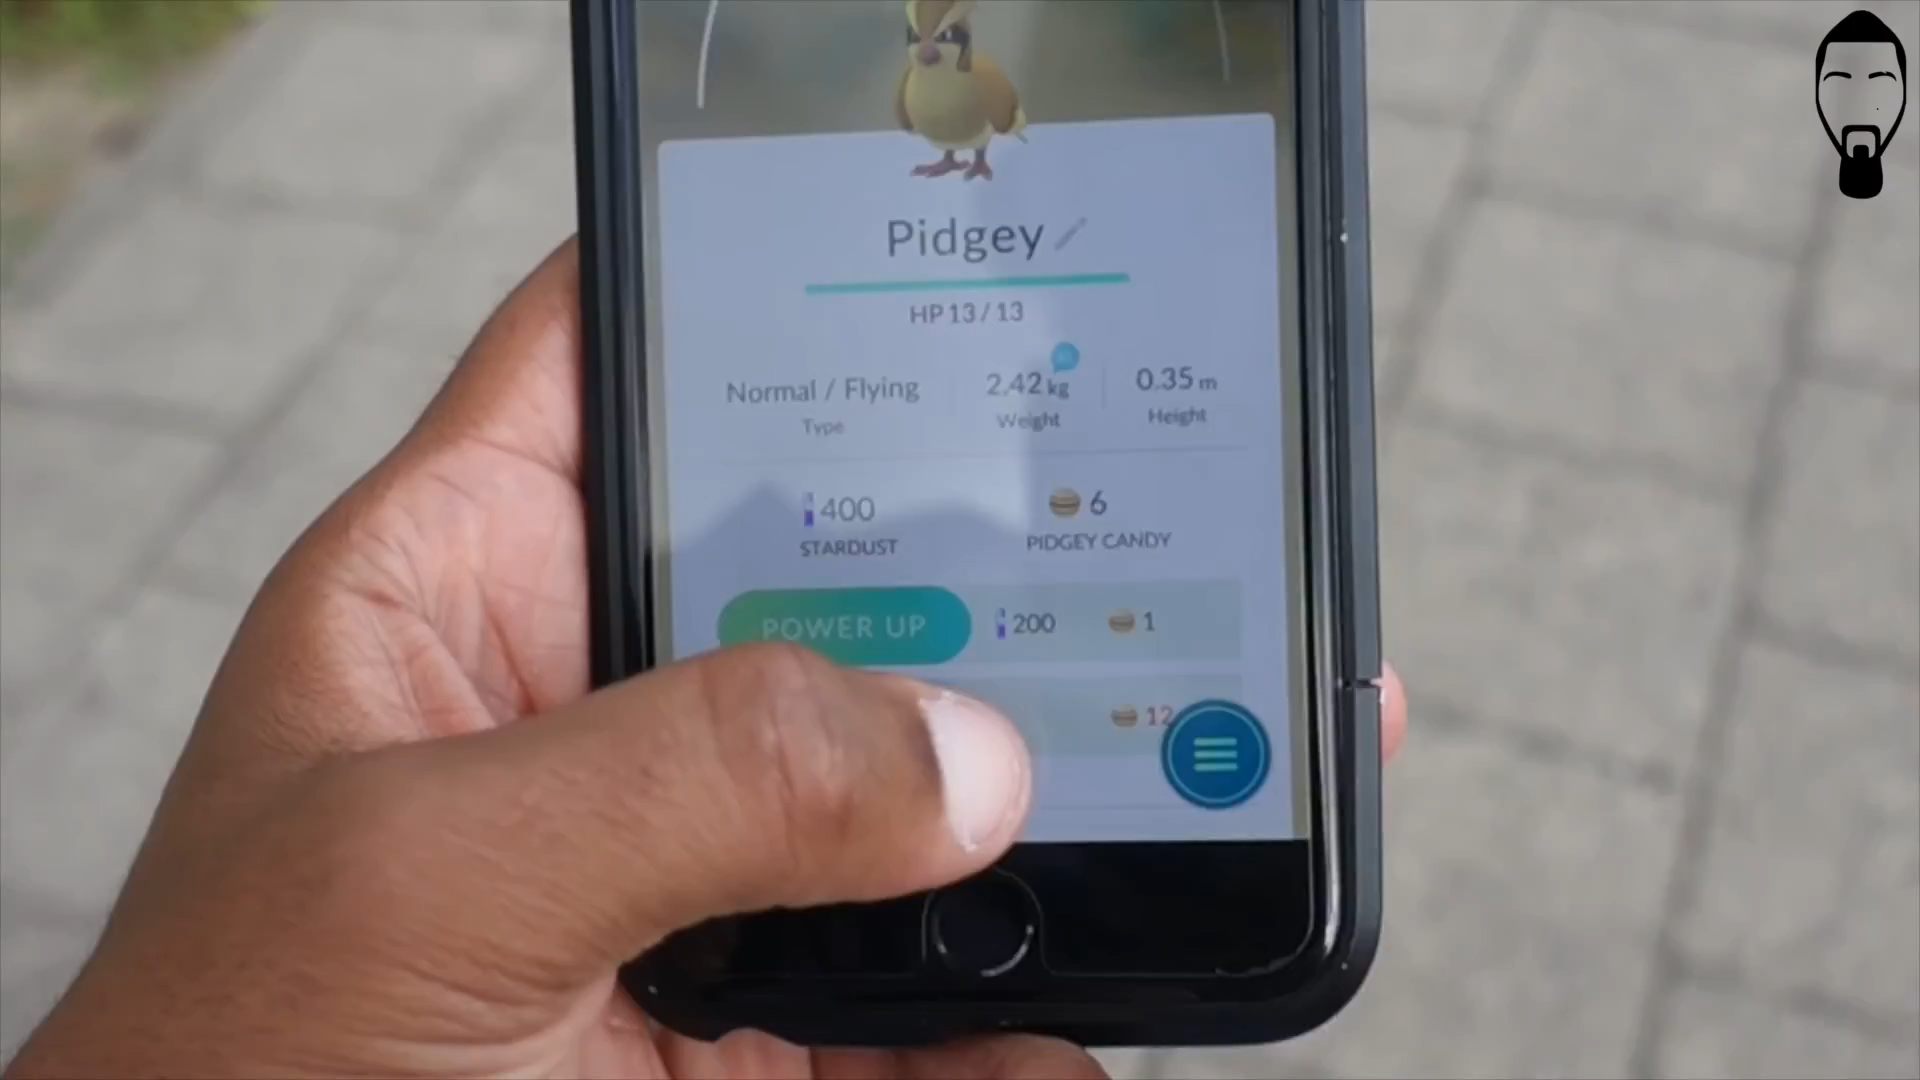 Pidgey
HP 13 / 13
Normal / Flying
Type
2.42 kg
Weight
0.35 m
Height
400
STARDUST
6
PIDGEY CANDY
POWER UP
200
1
12